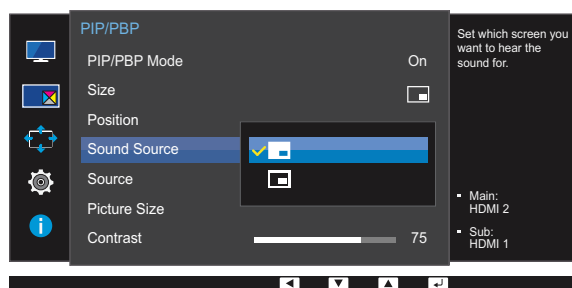 PIP/PBP
PIP/PBP Mode On
Size
Position
Sound Source
Source
Picture Size
Contrast 75
Set which screen you
want to hear the
sound for.
Main:
HDMI 2
Sub:
HDMI 1